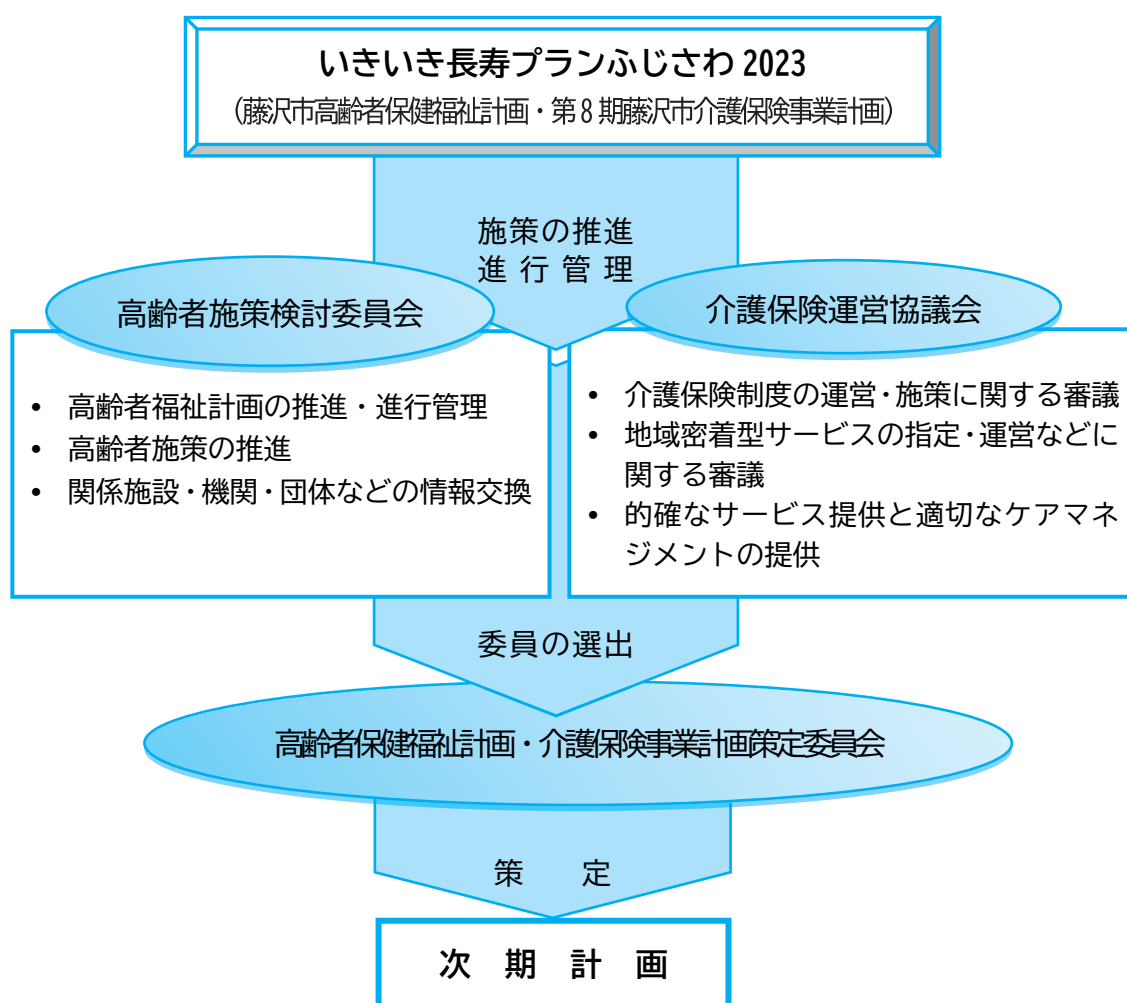 いきいき長寿プランふじさわ 2023
(藤沢市高齢者保健福祉計画・第8期藤沢市介護保険事業計画)
施策の推進
進行管理
高齢者施策検討委員会
• 高齢者福祉計画の推進・進行管理
• 高齢者施策の推進
• 関係施設・機関・団体などの情報交換
介護保険運営協議会
• 介護保険制度の運営・施策に関する審議
• 地域密着型サービスの指定・運営などに
関する審議
• 的確なサービス提供と適切なケアマネ
ジメントの提供
委員の選出
高齢者保健福祉計画・介護保険事業計画策定委員会
策　定
次 期 計 画